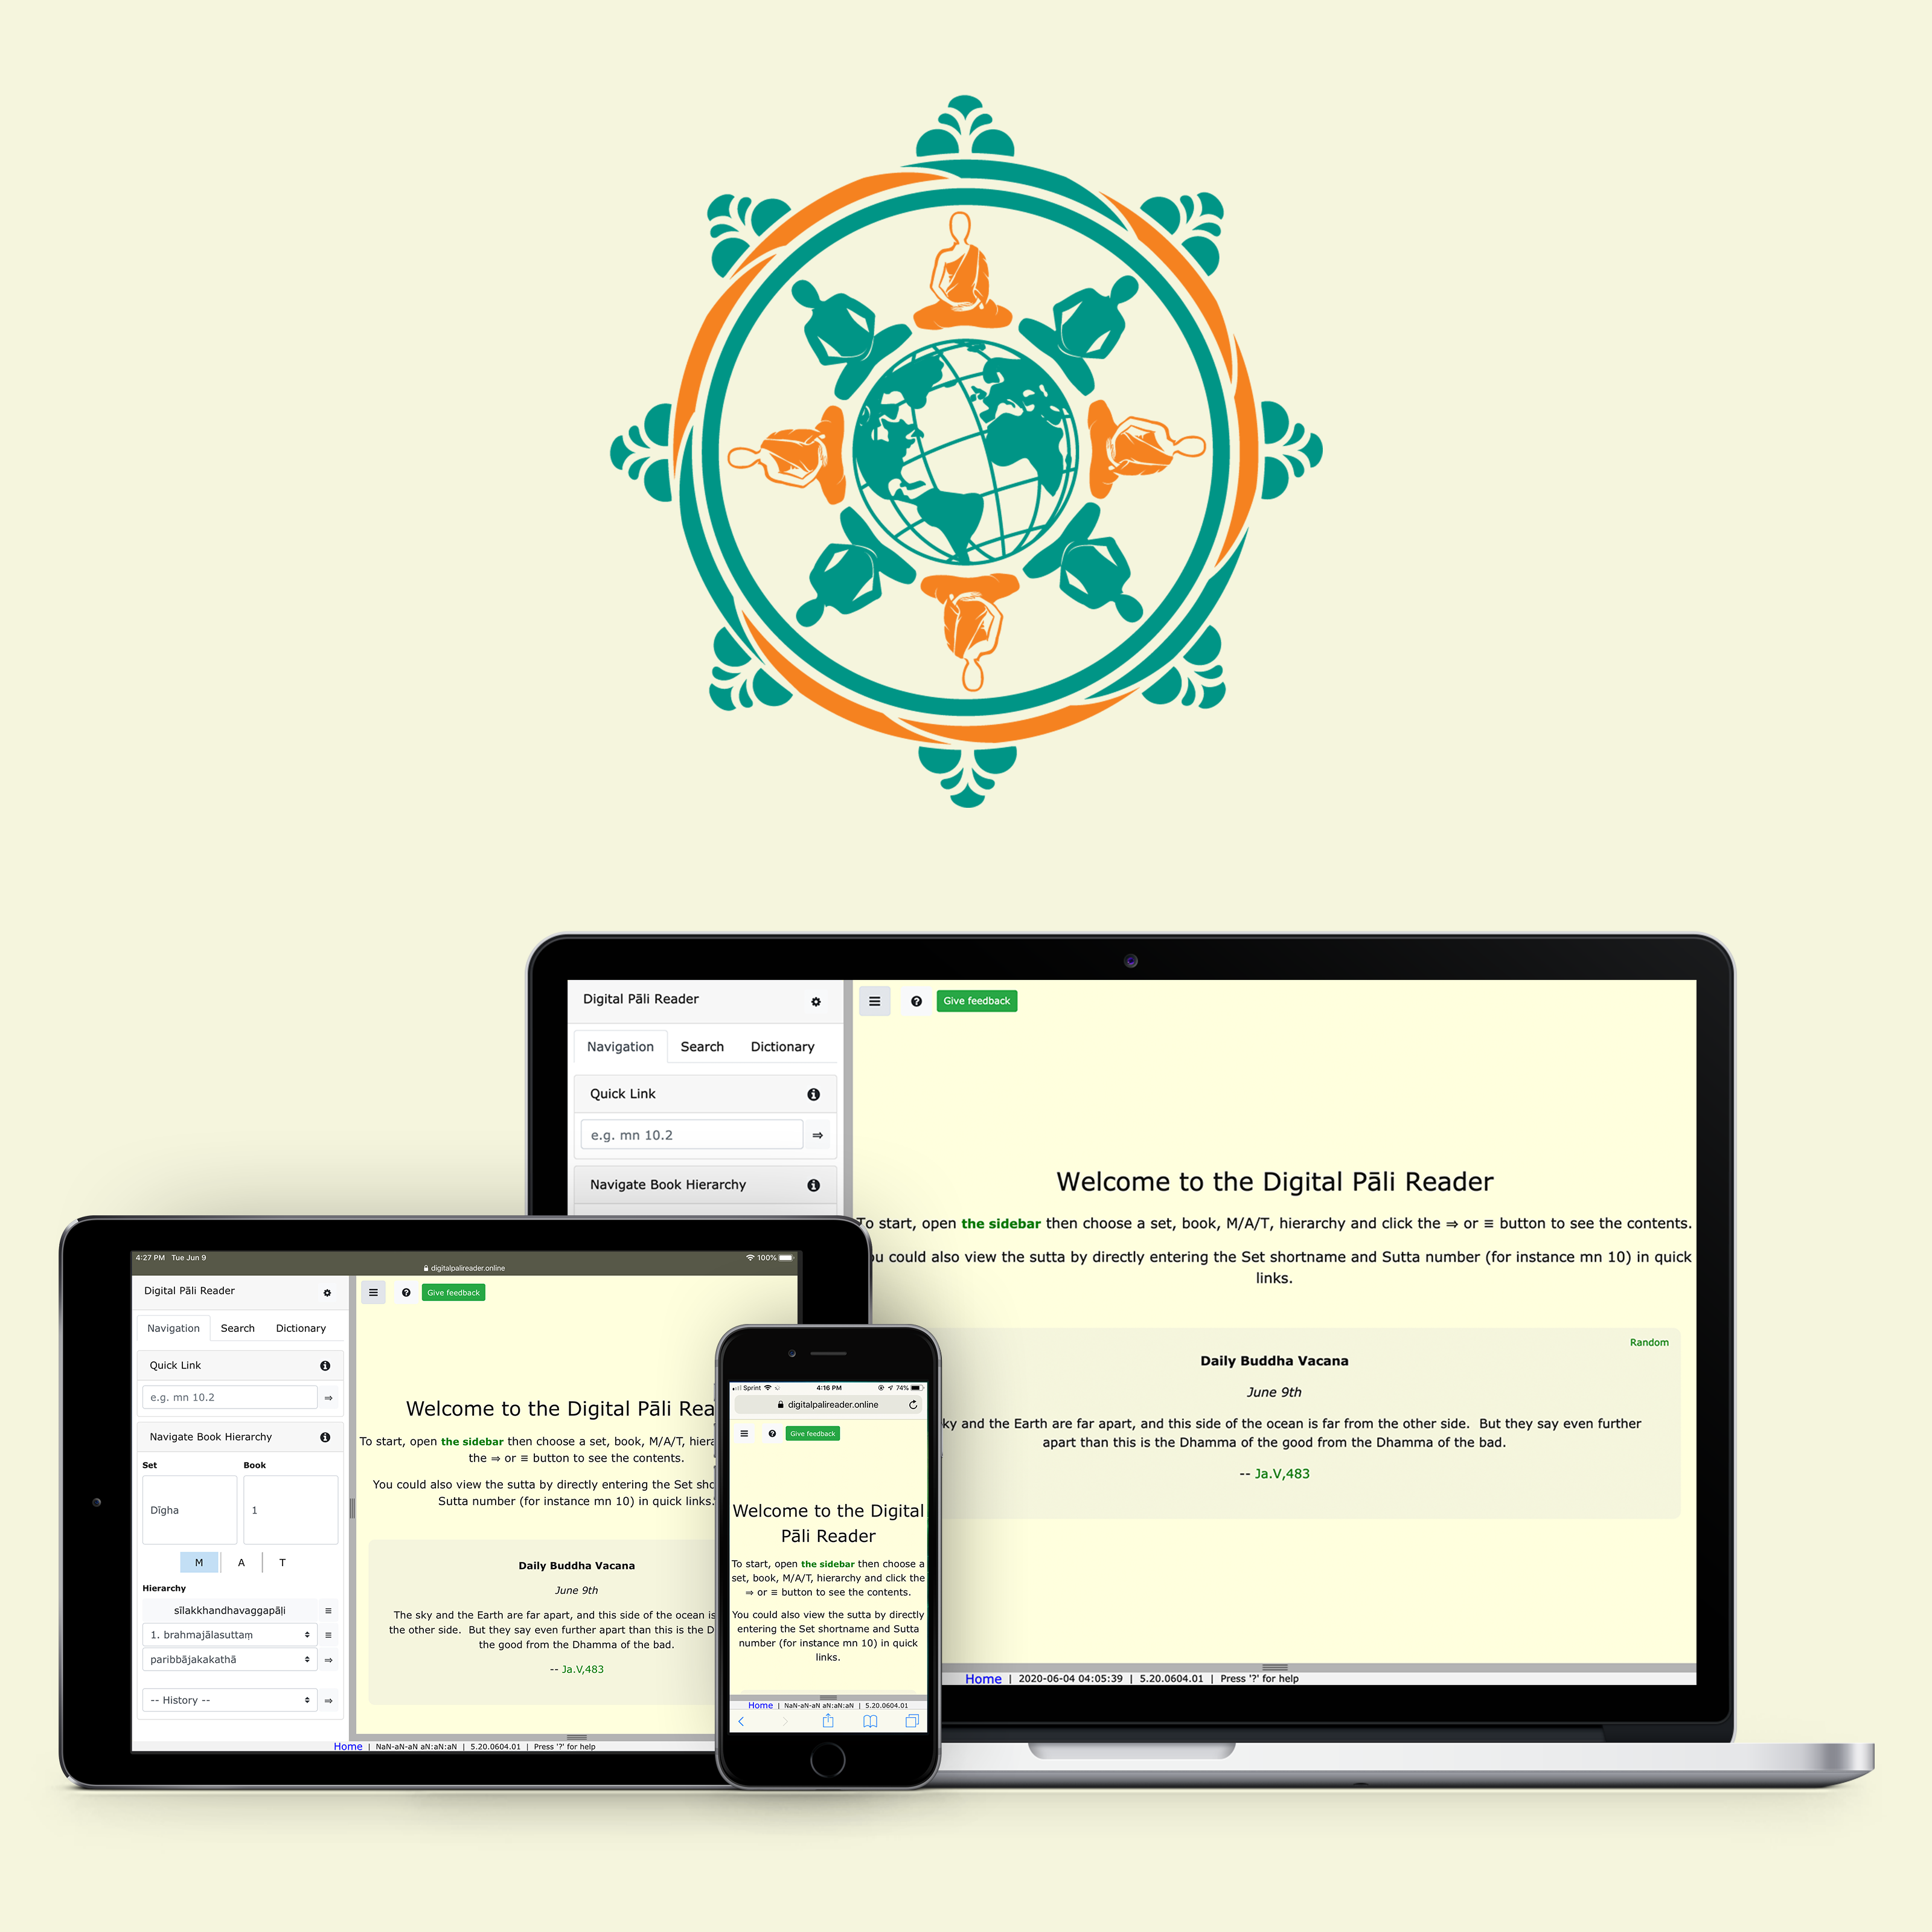 Digital Pāli Reader
Give feedback
Navigation Search Dictionary
Quick Link
e.g. mn 10.2 ⇒
Navigate Book Hierarchy
Welcome to the Digital Pāli Reader
To start, open the sidebar then choose a set, book, M/A/T, hierarchy and click the ⇒ or ≡ button to see the contents.
could also view the sutta by directly entering the Set shortname and Sutta number (for instance mn 10) in quick
links.
Random
Daily Buddha Vacana
June 9th
and the Earth are far apart, and this side of the ocean is far from the other side. But they say even further
apart than this is the Dhamma of the good from the Dhamma of the bad.
-- Ja.V,483
Home | 2020-06-04 04:05:39 | 5.20.0604.01 | Press '?' for help
4:27 PM Tue Jun 9 100%
digitalpalireader.online
Digital Pāli Reader
Give feedback
Navigation Search Dictionary
Quick Link
e.g. mn 10.2 ⇒
Navigate Book Hierarchy
Set Book
Dīgha 1
M A T
Hierarchy
sīlakkhandhavaggapāḷi ≡
1. brahmajālasuttaṃ ≡
paribbājakakathā ⇒
-- History -- ⇒
Welcome to the Digital Pāli Rea
To start, open the sidebar then choose a set, book, M/A/T, hiera
the ⇒ or ≡ button to see the contents.
You could also view the sutta by directly entering the Set sho
Sutta number (for instance mn 10) in quick links.
Daily Buddha Vacana
June 9th
The sky and the Earth are far apart, and this side of the ocean is
the other side. But they say even further apart than this is the D
the good from the Dhamma of the bad.
-- Ja.V,483
Home | NaN-aN-aN aN:aN:aN | 5.20.0604.01 | Press '?' for help
Sprint 4:16 PM 74%
digitalpalireader.online
Give feedback
Welcome to the Digital
Pāli Reader
To start, open the sidebar then choose a
set, book, M/A/T, hierarchy and click the
⇒ or ≡ button to see the contents.
You could also view the sutta by directly
entering the Set shortname and Sutta
number (for instance mn 10) in quick
links.
Home | NaN-aN-aN aN:aN:aN | 5.20.0604.01